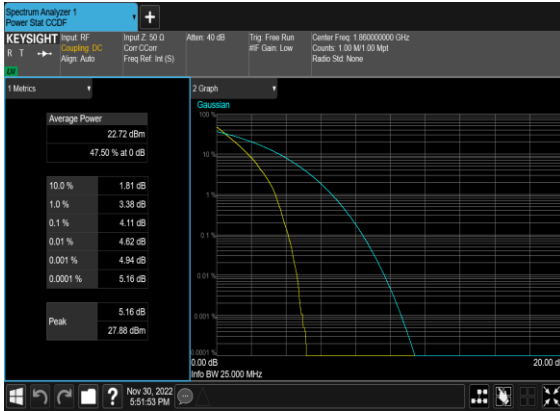 Spectrum Analyzer 1
Power Stat CCDF
+
KEYSIGHT
R T
Input: RF
Coupling: DC
Align: Auto
Input Z: 50 Ω
Corr CCorr
Freq Ref: Int (S)
Atten: 40 dB
Trig: Free Run
#IF Gain: Low
Center Freq: 1.860000000 GHz
Counts: 1.00 M/1.00 Mpt
Radio Std: None
1 Metrics
Average Power
22.72 dBm
47.50 % at 0 dB
10.0 % 1.81 dB
1.0 % 3.38 dB
0.1 % 4.11 dB
0.01 % 4.62 dB
0.001 % 4.94 dB
0.0001 % 5.16 dB
Peak
5.16 dB
27.88 dBm
2 Graph
Gaussian
100 %
10 %
1 %
0.1 %
0.01 %
0.001 %
0.0001 %
0.00 dB
20.00 d
Info BW 25.000 MHz
?
Nov 30, 2022
5:51:53 PM